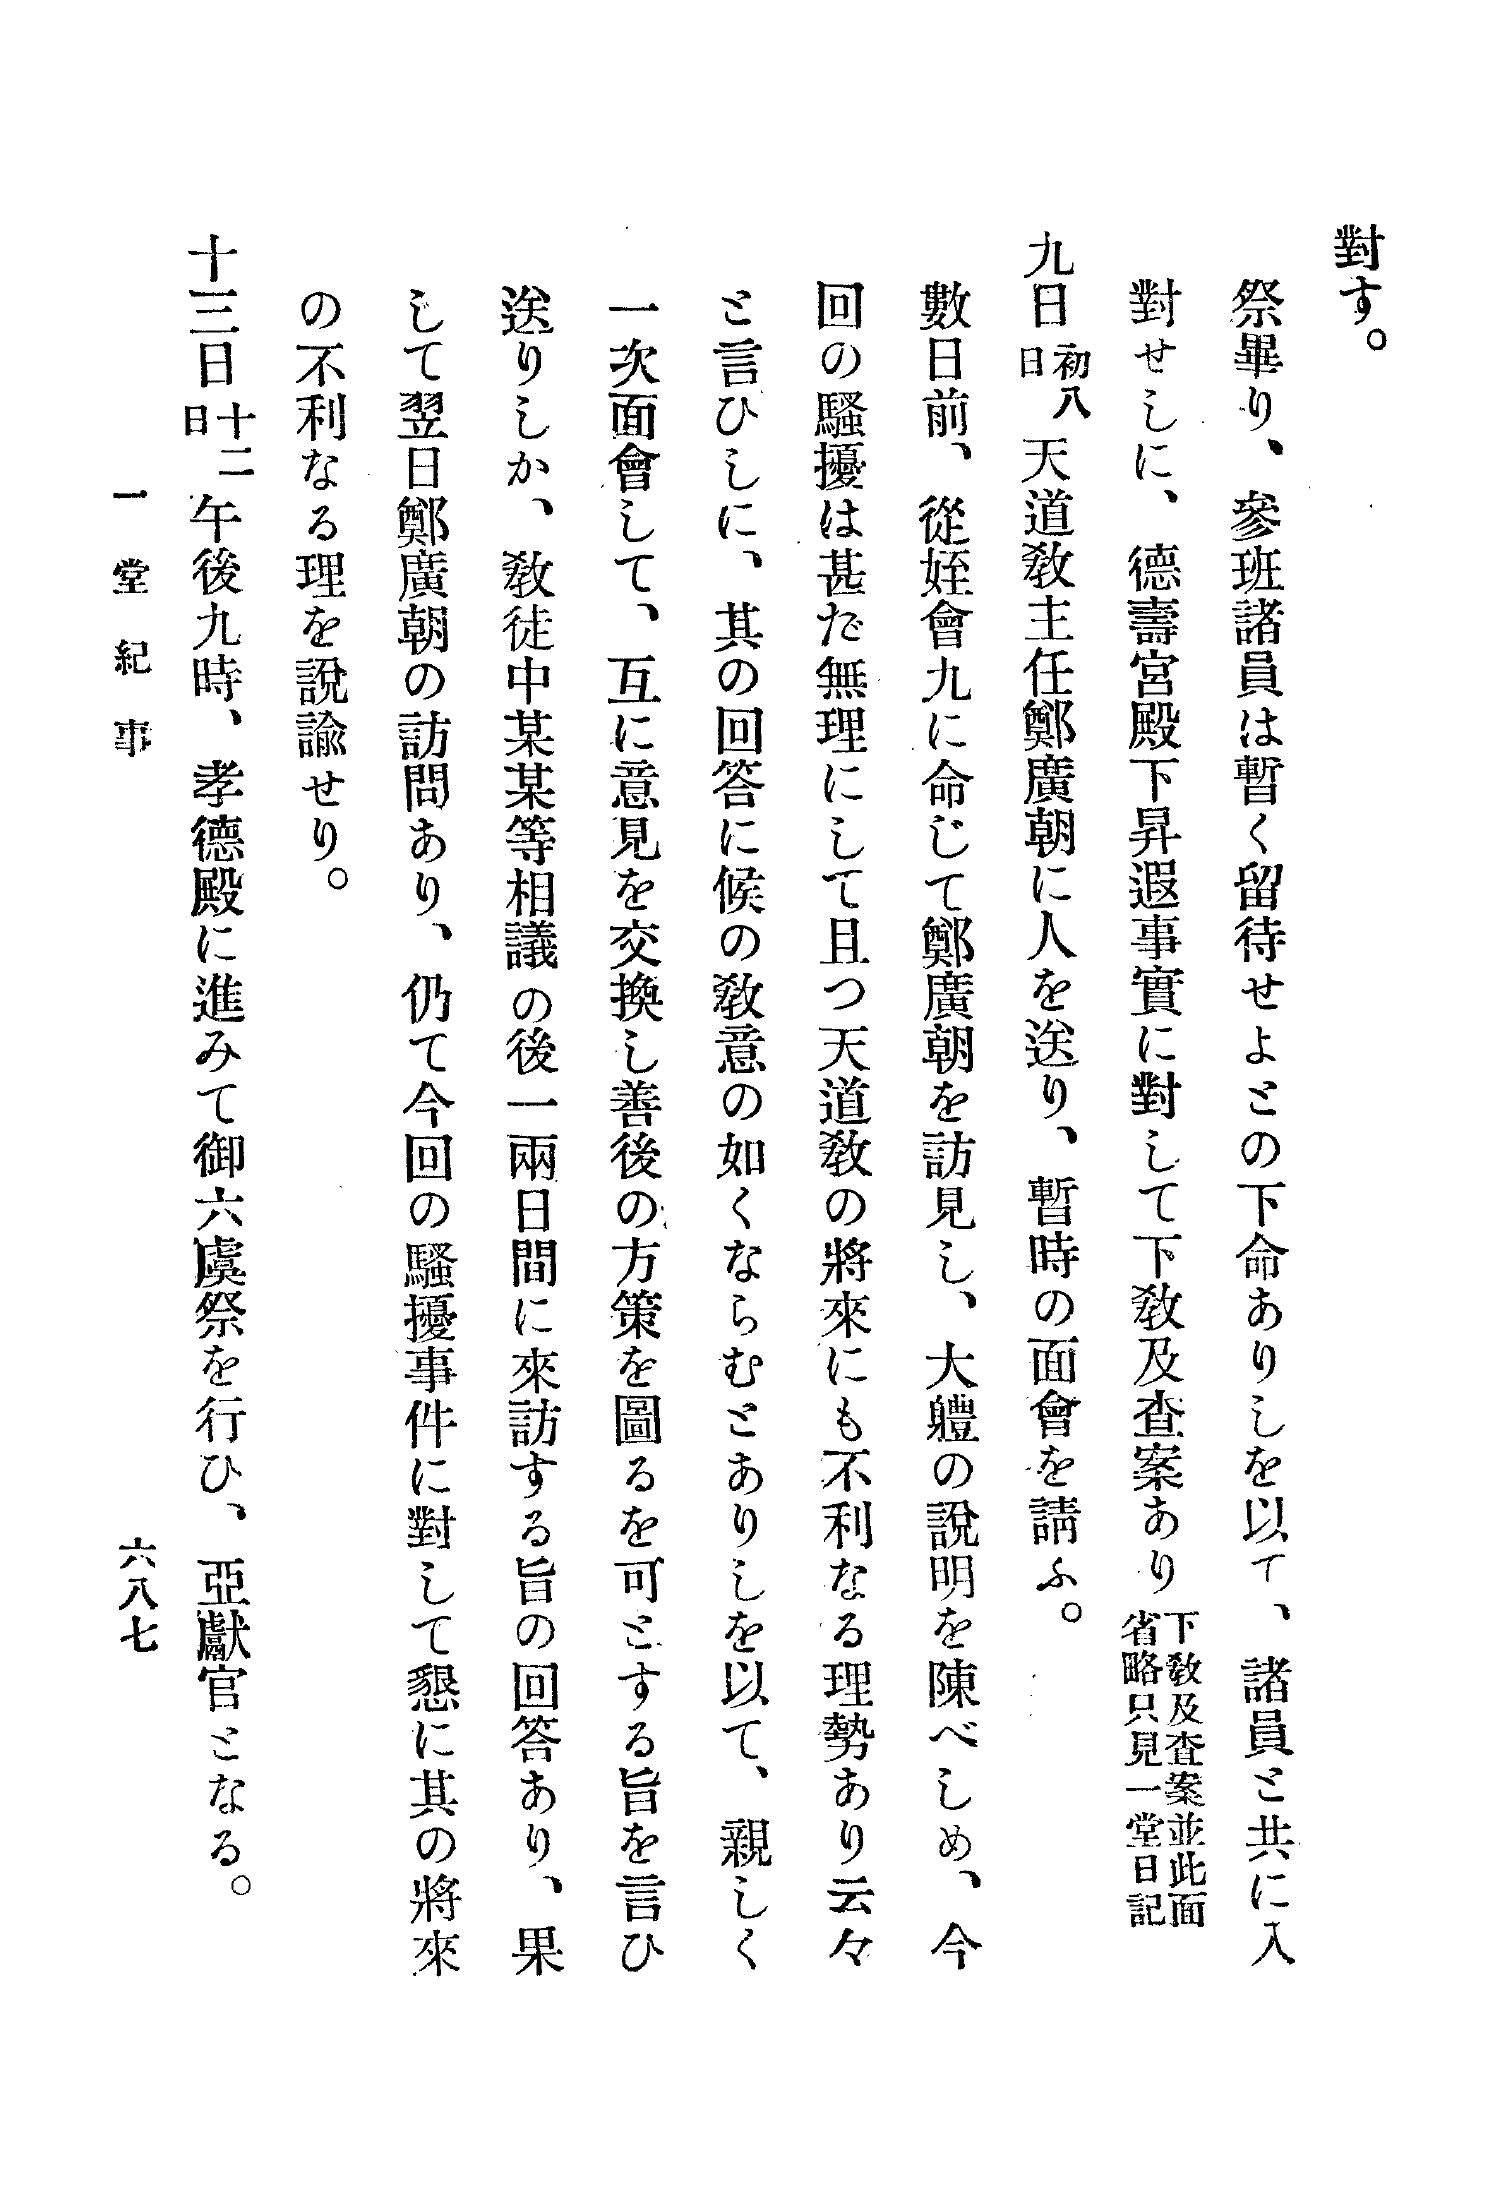 對す。
祭畢り、參班諸員は暫く留待せよとの下命ありしを以て、諸員と共に入
對せしに、德壽宮殿下昇遐事實に對して下敎及査案あり下敎及査案並此面省略只見一堂日記
九日初八日天道敎主任鄭廣朝に人を送り、暫時の面會を請ふ。
數日前、從姪會九に命じて鄭廣朝を訪見し、大軆の說明を陳べしめ、今
回の騷擾は甚だ無理にして且つ天道敎の將來にも不利なる理勢あり云々
と言ひしに、其の回答に候の敎意の如くならむとありしを以て、親しく
一次面會して、互に意見を交換し善後の方策を圖るを可とする旨を言ひ
送りしか、敎徒中某某等相議の後一兩日間に來訪する旨の回答あり、果
して翌日鄭廣朝の訪問あり、仍て今回の騷擾事件に對して懇に其の將來
の不利なる理を說諭せり。
十三日十二日午後九時、孝德殿に進みて御六虞祭を行ひ、亞獻官となる。
一堂紀事
六八七